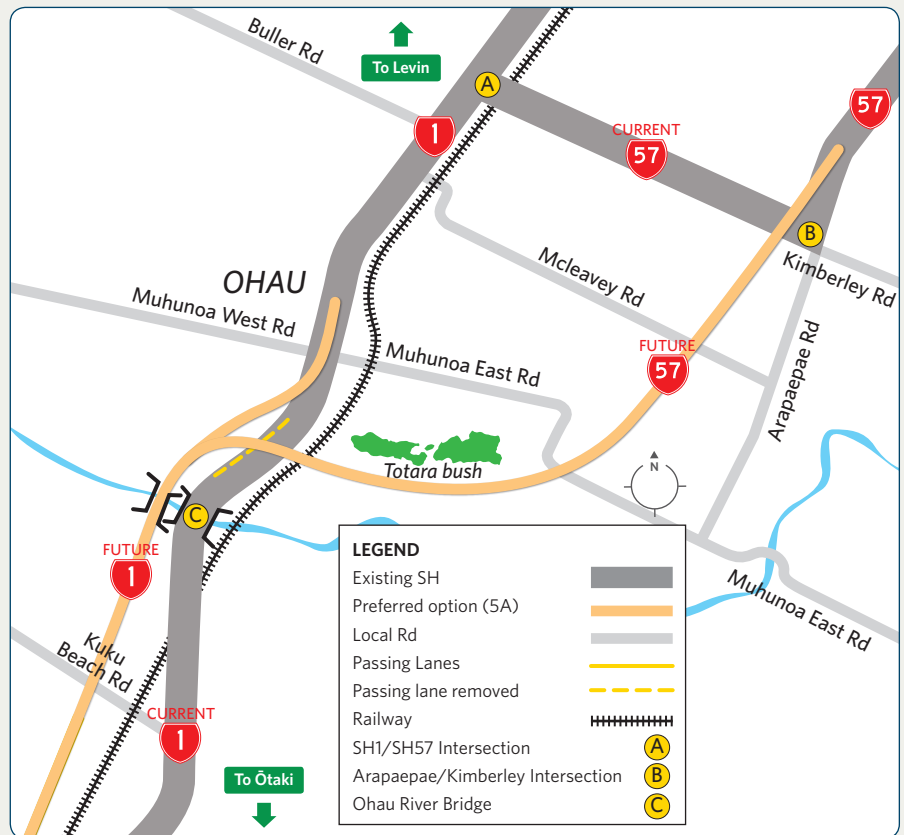 Buller Rd
To Levin
A
57
1
CURRENT
57
B
Kimberley Rd
Mcleavey Rd
OHAU
Muhunoa West Rd
Muhunoa East Rd
FUTURE
57
Arapaepae Rd
Totara bush
N
C
FUTURE
1
Muhunoa East Rd
Kuku
Beach Rd
CURRENT
1
To Ōtaki
LEGEND
Existing SH
Preferred option (5A)
Local Rd
Passing Lanes
Passing lane removed
Railway
SH1/SH57 Intersection A
Arapaepae/Kimberley Intersection B
Ohau River Bridge C